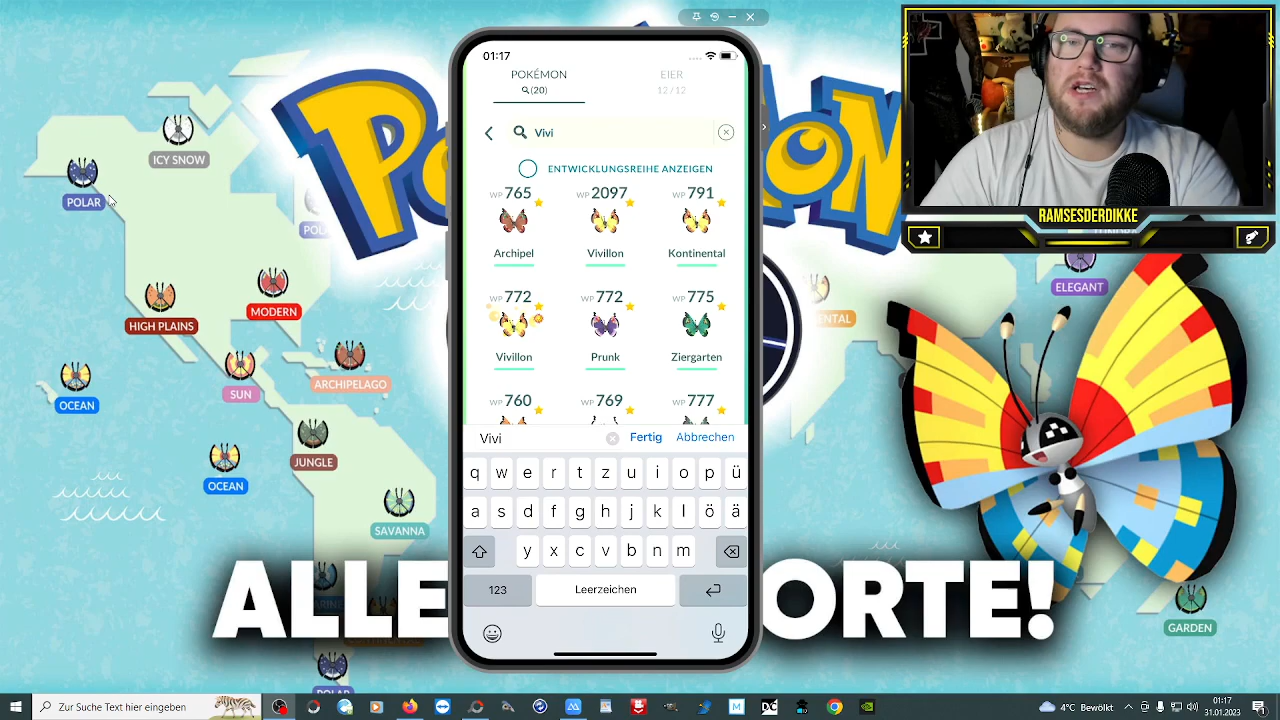 01:17
POKÉMON
(20)
EIER
12/12
Vivi
ENTWICKLUNGSREIHE ANZEIGEN
WP 765
WP 2097
WP 791
Archipel
Vivillon
Kontinental
WP 772
WP 772
WP 775
Vivillon
Prunk
Ziergarten
WP 760
WP 769
WP 777
Vivi
Fertig
Abbrechen
q w e r t z u i o p ü
a s d f g h j k l ö ä
y x c v b n m
123
Leerzeichen
ICY SNOW
POLAR
MODERN
HIGH PLAINS
SUN
ARCHIPELAGO
OCEAN
JUNGLE
OCEAN
SAVANNA
ELEGANT
GARDEN
RAMSESDERDIKKE
ALLE
ORTE!
POLAR
Zur Suche Text hier eingeben
4°C Bewölkt
01:17
31.01.2023